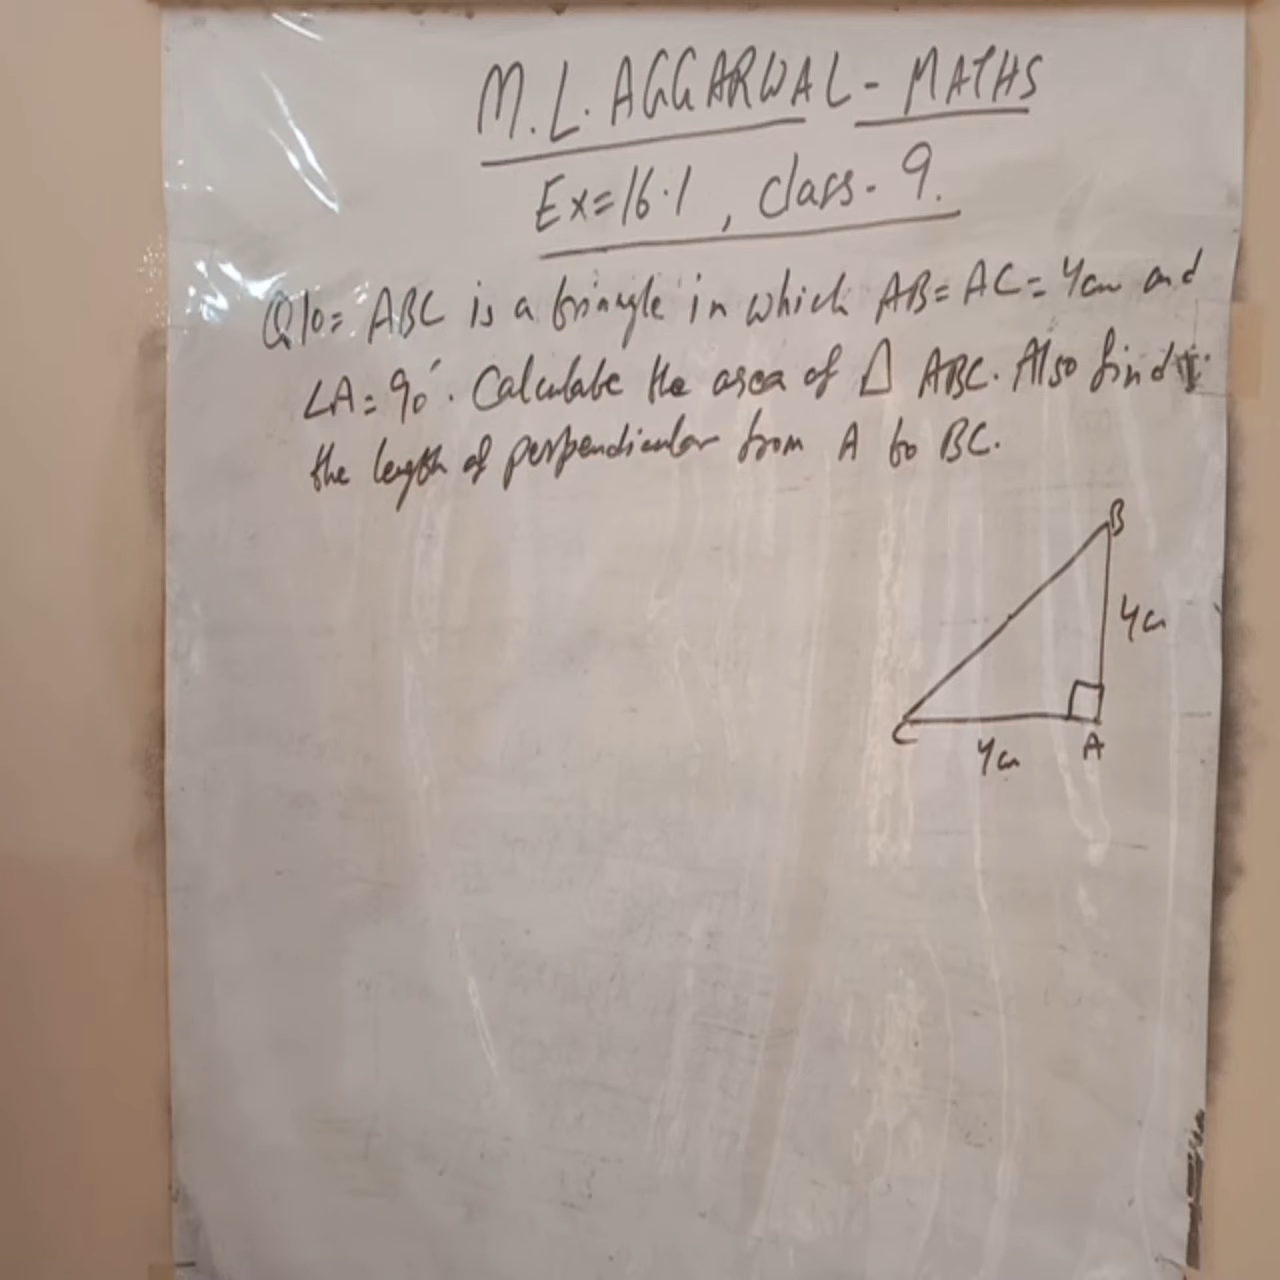 M.L. AGGARWAL - MATHS
Ex=16.1, class-9.
Q10= ABC is a triangle in which AB=AC=4cm and
∠A=90°. Calculate the area of Δ ABC. Also find
the length of perpendicular from A to BC.
B
4cm
C
4cm
A